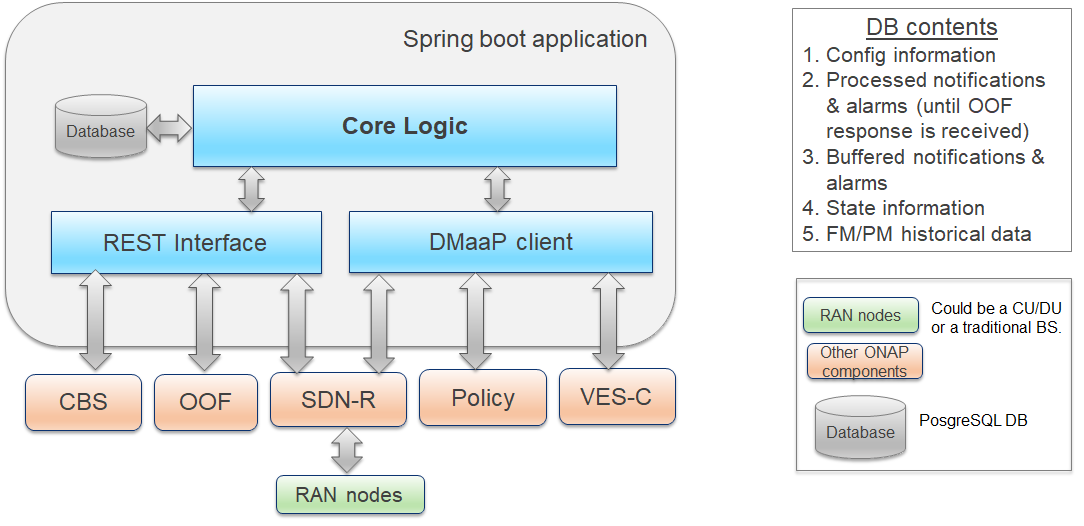 Spring boot application
Database
Core Logic
REST Interface
DMaaP client
CBS
OOF
SDN-R
Policy
VES-C
RAN nodes
DB contents
1. Config information
2. Processed notifications
& alarms (until OOF
response is received)
3. Buffered notifications &
alarms
4. State information
5. FM/PM historical data
RAN nodes
Could be a CU/DU
or a traditional BS.
Other ONAP
components
Database
PosgreSQL DB